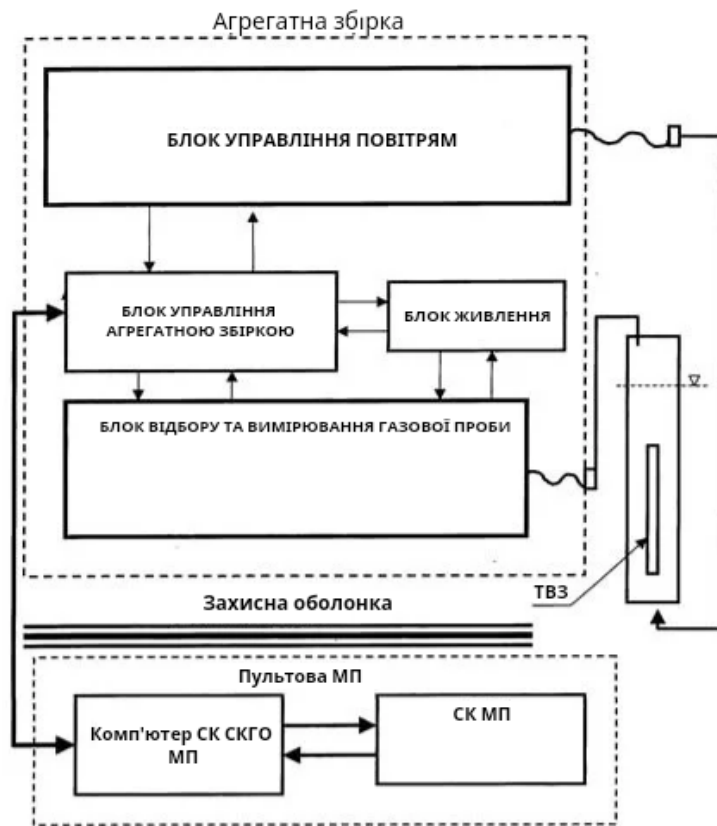 Агрегатна збірка
БЛОК УПРАВЛІННЯ ПОВІТРЯМ
БЛОК УПРАВЛІННЯ
АГРЕГАТНОЮ ЗБІРКОЮ
БЛОК ЖИВЛЕННЯ
БЛОК ВІДБОРУ ТА ВИМІРЮВАННЯ ГАЗОВОЇ ПРОБИ
ТВЗ
Захисна оболонка
Пультова МП
Комп'ютер СК СКГО
МП
СК МП